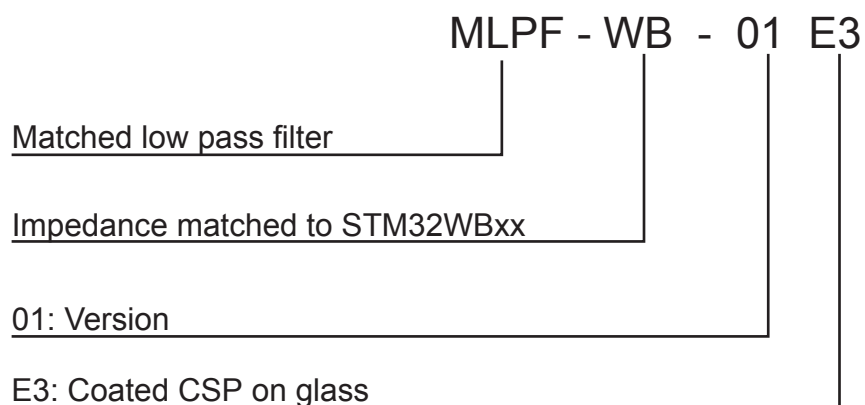 MLPF - WB - 01 E3
Matched low pass filter
Impedance matched to STM32WBxx
01: Version
E3: Coated CSP on glass